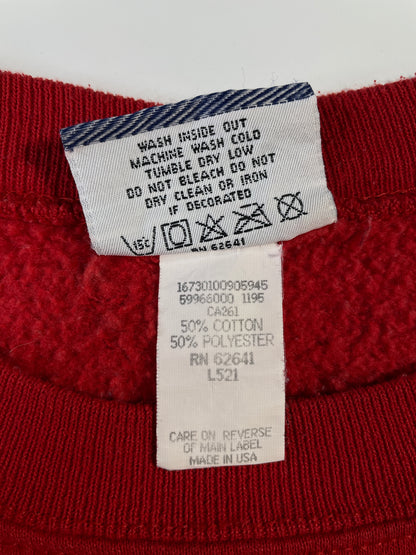 WASH INSIDE OUT
MACHINE WASH COLD
TUMBLE DRY LOW
DO NOT BLEACH DO NOT
DRY CLEAN OR IRON
IF DECORATED
15C
RN 62641
16730100905945
59966000 1195
CA261
50% COTTON
50% POLYESTER
RN 62641
L521
CARE ON REVERSE
OF MAIN LABEL
MADE IN USA